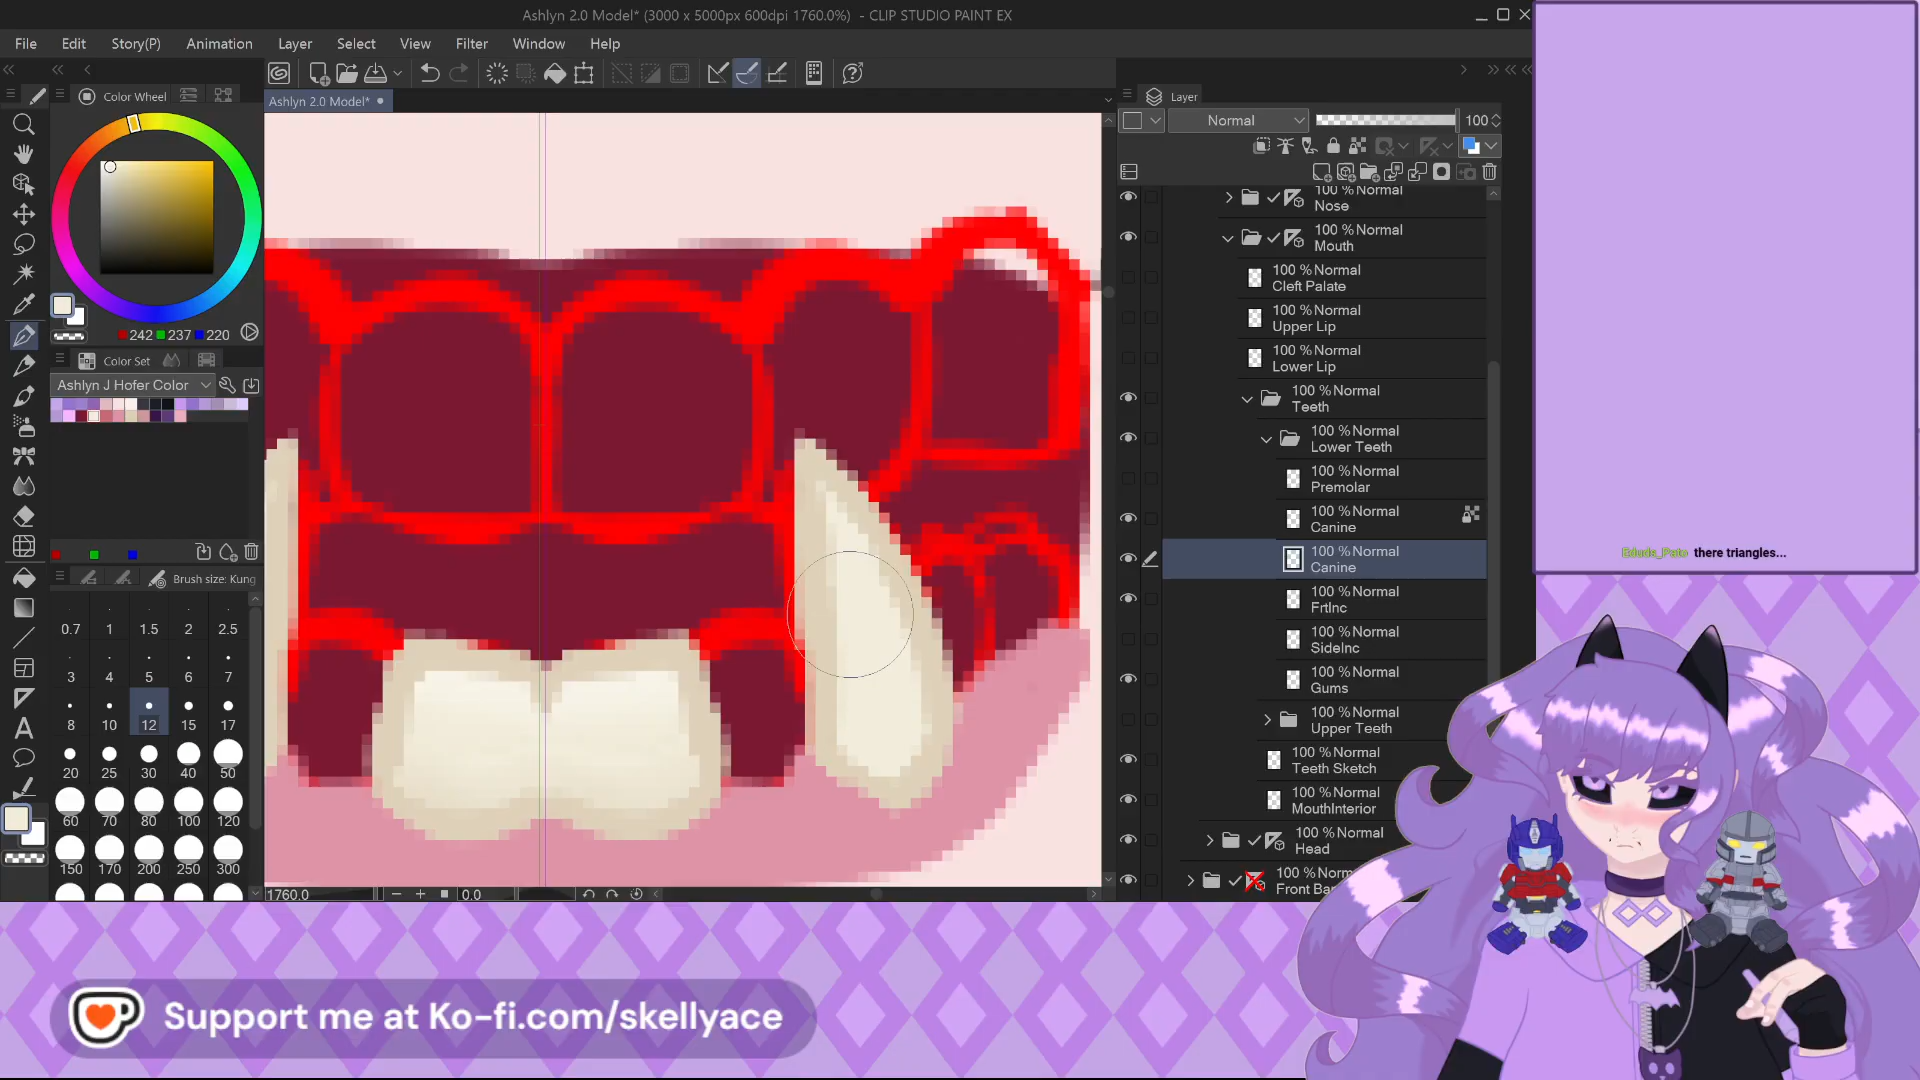 Ashlyn 2.0 Model* (3000 x 5000px 600dpi 1760.0%) - CLIP STUDIO PAINT EX
File Edit Story(P) Animation Layer Select View Filter Window Help
Color Wheel
Ashlyn 2.0 Model*
242 237 220
Color Set
Ashlyn J Hofer Color
Brush size: Kung
0.7 1 1.5 2 2.5
3 4 5 6 7
8 10 12 15 17
20 25 30 40 50
60 70 80 100 120
150 170 200 250 300
1760.0 0.0
Layer
Normal 100
100 %Normal
Nose
100 %Normal
Mouth
100 %Normal
Cleft Palate
100 %Normal
Upper Lip
100 %Normal
Lower Lip
100 %Normal
Teeth
100 %Normal
Lower Teeth
100 %Normal
Premolar
100 %Normal
Canine
100 %Normal
Canine
100 %Normal
FrtInc
100 %Normal
SideInc
100 %Normal
Gums
100 %Normal
Upper Teeth
100 %Normal
Teeth Sketch
100 %Normal
MouthInterior
100 %Normal
Head
100 %Norm
Front Ba
Eduds_Pato there triangles...
Support me at Ko-fi.com/skellyace